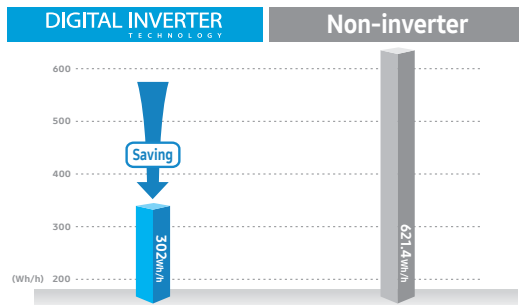 DIGITAL INVERTER
TECHNOLOGY
Non-inverter
600
500
400
300
(Wh/h) 200
Saving
302Wh/h
621.4Wh/h